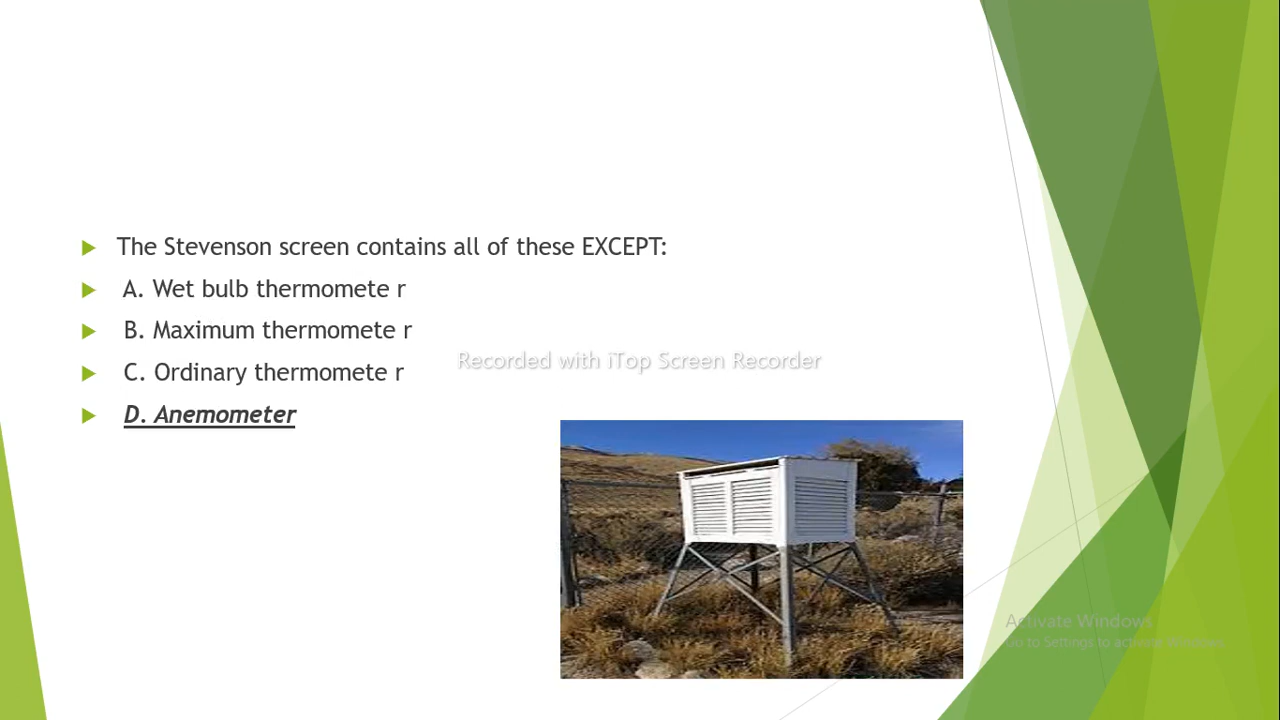 The Stevenson screen contains all of these EXCEPT:
A. Wet bulb thermomete r
B. Maximum thermomete r
Recorded with iTop Screen Recorder
C. Ordinary thermomete r
D. Anemometer
Activate Windows
Go to Settings to activate Windows.